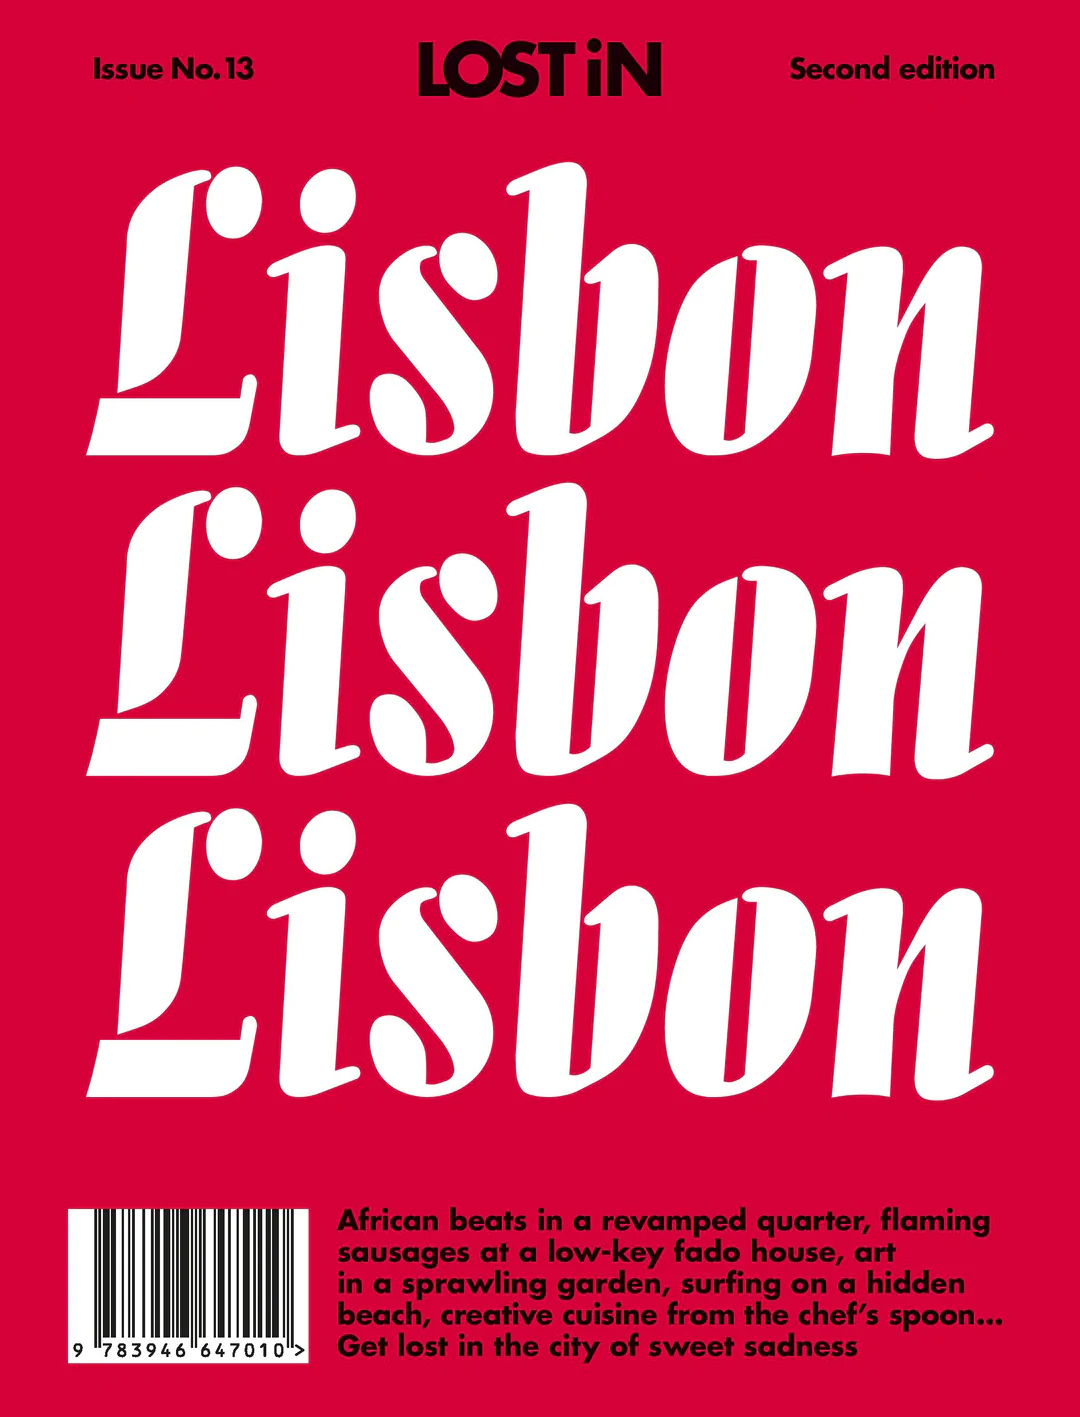 Issue No. 13
LOST iN
Second edition
Lisbon
Lisbon
Lisbon
African beats in a revamped quarter, flaming
sausages at a low-key fado house, art
in a sprawling garden, surfing on a hidden
beach, creative cuisine from the chef's spoon...
Get lost in the city of sweet sadness
9 783946 647010 >